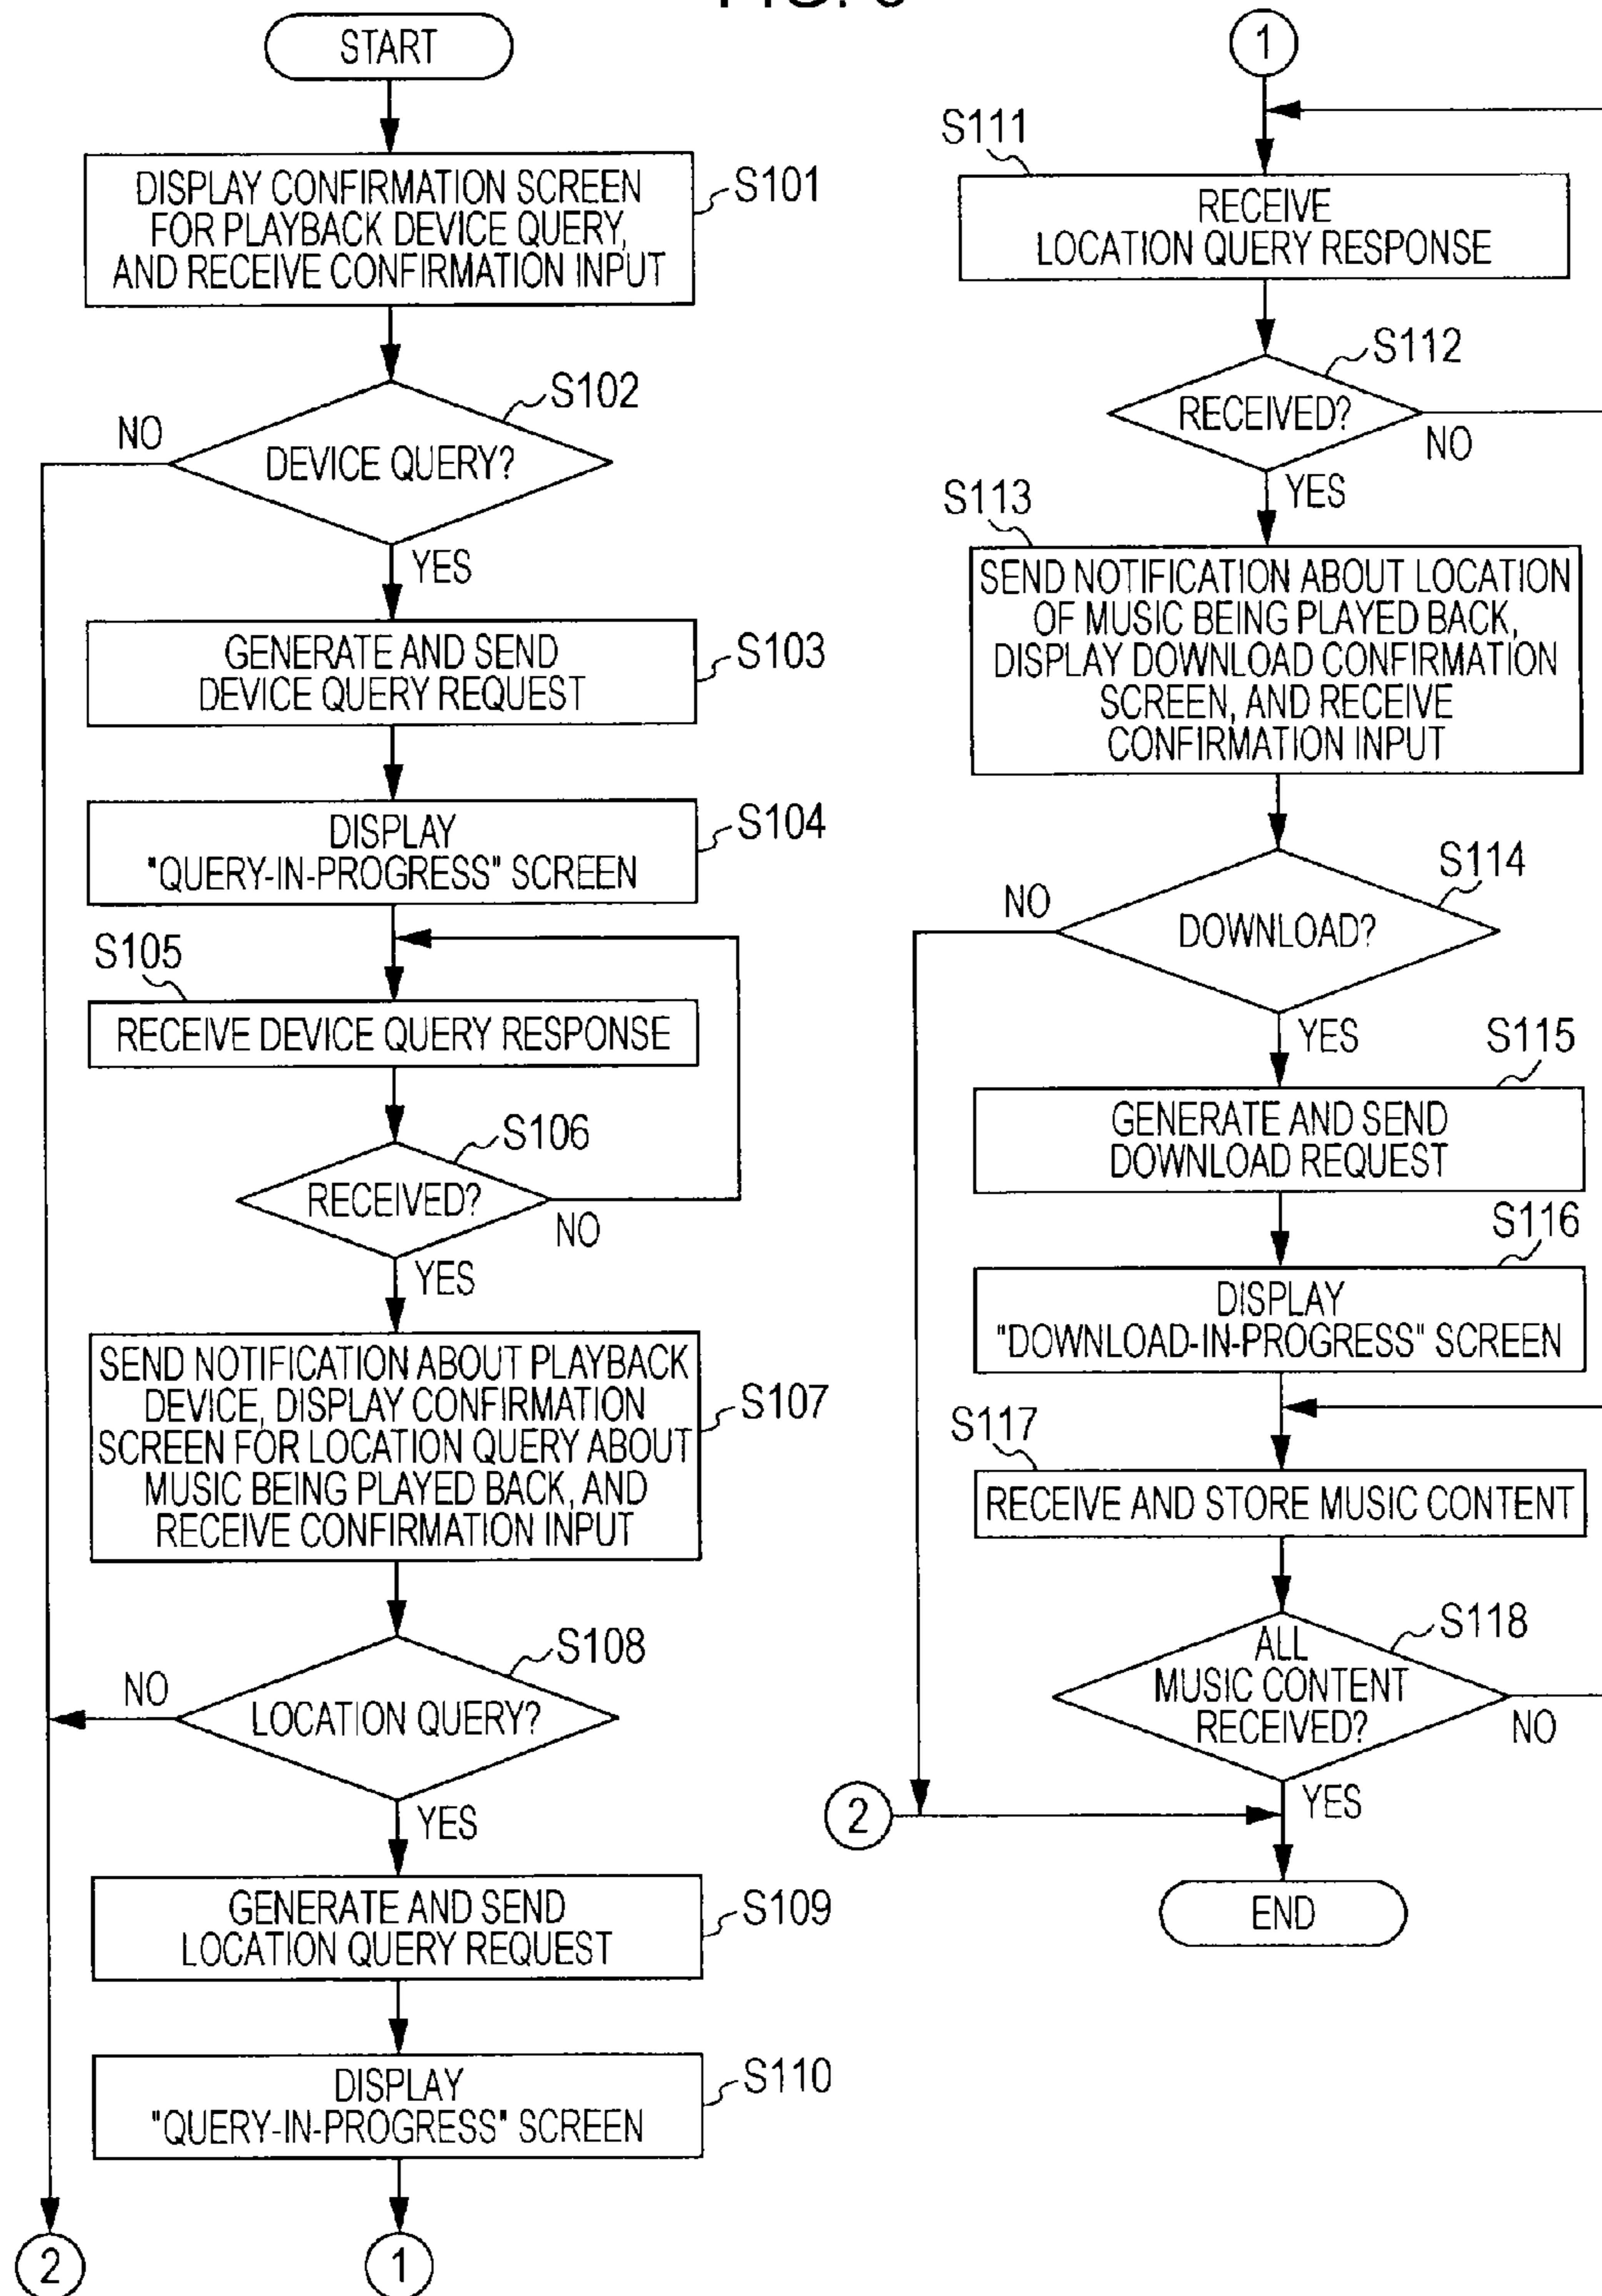 START
DISPLAY CONFIRMATION SCREEN
FOR PLAYBACK DEVICE QUERY,
AND RECEIVE CONFIRMATION INPUT
S101
S102
NO
DEVICE QUERY?
YES
GENERATE AND SEND
DEVICE QUERY REQUEST
S103
DISPLAY
"QUERY-IN-PROGRESS" SCREEN
S104
S105
RECEIVE DEVICE QUERY RESPONSE
S106
RECEIVED?
NO
YES
SEND NOTIFICATION ABOUT PLAYBACK
DEVICE, DISPLAY CONFIRMATION
SCREEN FOR LOCATION QUERY ABOUT
MUSIC BEING PLAYED BACK, AND
RECEIVE CONFIRMATION INPUT
S107
S108
NO
LOCATION QUERY?
YES
GENERATE AND SEND
LOCATION QUERY REQUEST
S109
DISPLAY
"QUERY-IN-PROGRESS" SCREEN
S110
2
1
1
S111
RECEIVE
LOCATION QUERY RESPONSE
S112
RECEIVED?
NO
YES
S113
SEND NOTIFICATION ABOUT LOCATION
OF MUSIC BEING PLAYED BACK,
DISPLAY DOWNLOAD CONFIRMATION
SCREEN, AND RECEIVE
CONFIRMATION INPUT
S114
NO
DOWNLOAD?
YES
S115
GENERATE AND SEND
DOWNLOAD REQUEST
S116
DISPLAY
"DOWNLOAD-IN-PROGRESS" SCREEN
S117
RECEIVE AND STORE MUSIC CONTENT
S118
ALL
MUSIC CONTENT
RECEIVED?
NO
YES
2
END